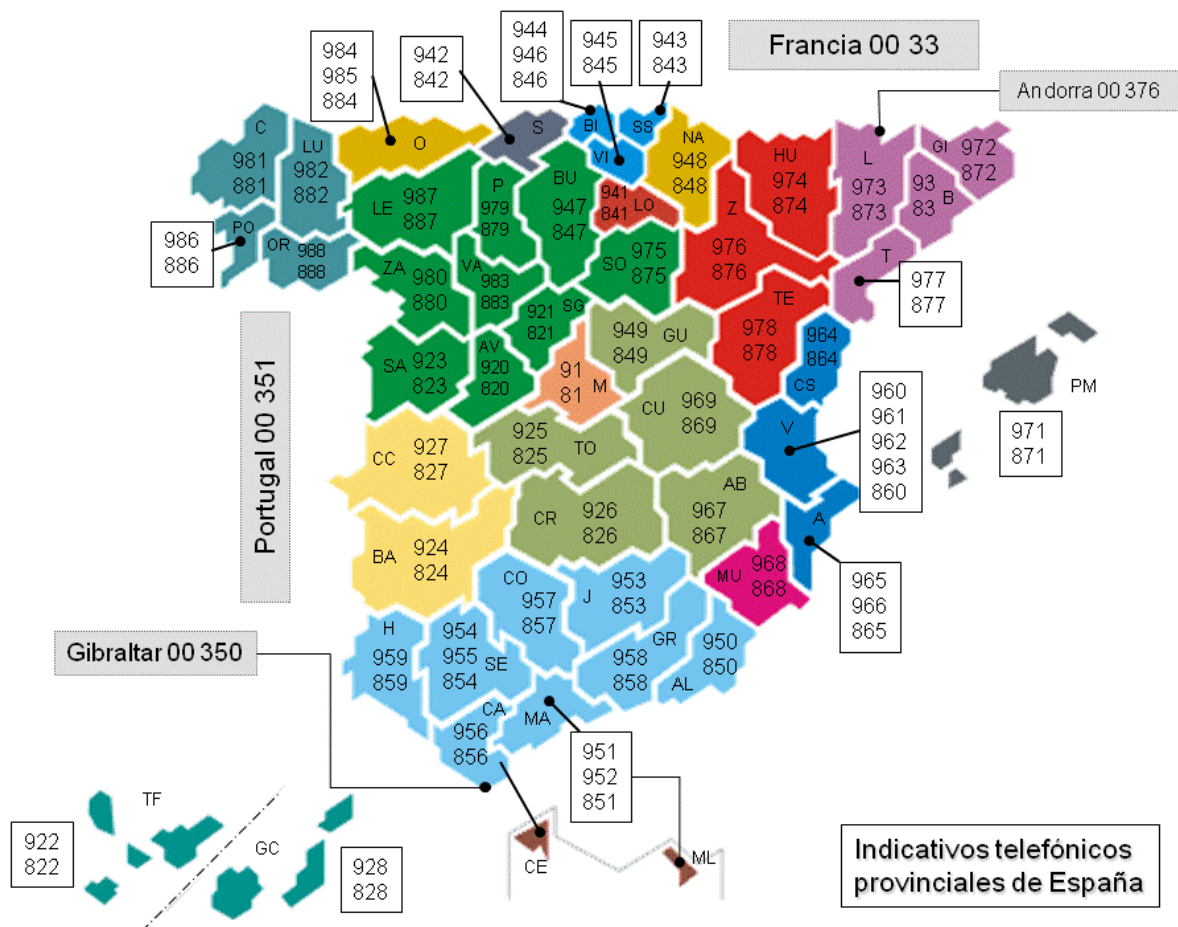 944
946
846
945
845
943
843
984
985
884
942
842
Francia 00 33
Andorra 00 376
C
981
881
LU
982
882
O
S
BI
SS
VI
NA
948
848
HU
974
874
L
973
873
GI
972
872
93
83
B
LE
987
887
P
979
879
BU
947
847
941
841
LO
Z
976
876
T
977
877
PO
986
886
OR
988
888
ZA
980
880
VA
983
883
SO
975
875
SG
921
821
TE
978
878
964
864
CS
SA
923
823
AV
920
820
91
81
M
949
849
GU
Portugal 00 351
CU
969
869
V
960
961
962
963
860
PM
971
871
CC
927
827
925
825
TO
AB
967
867
A
965
966
865
BA
924
824
CR
926
826
MU
968
868
H
959
859
954
955
854
SE
CO
957
857
J
953
853
GR
958
858
950
850
AL
Gibraltar 00 350
CA
956
856
MA
951
952
851
TF
922
822
GC
928
828
CE
ML
Indicativos telefónicos
provinciales de España